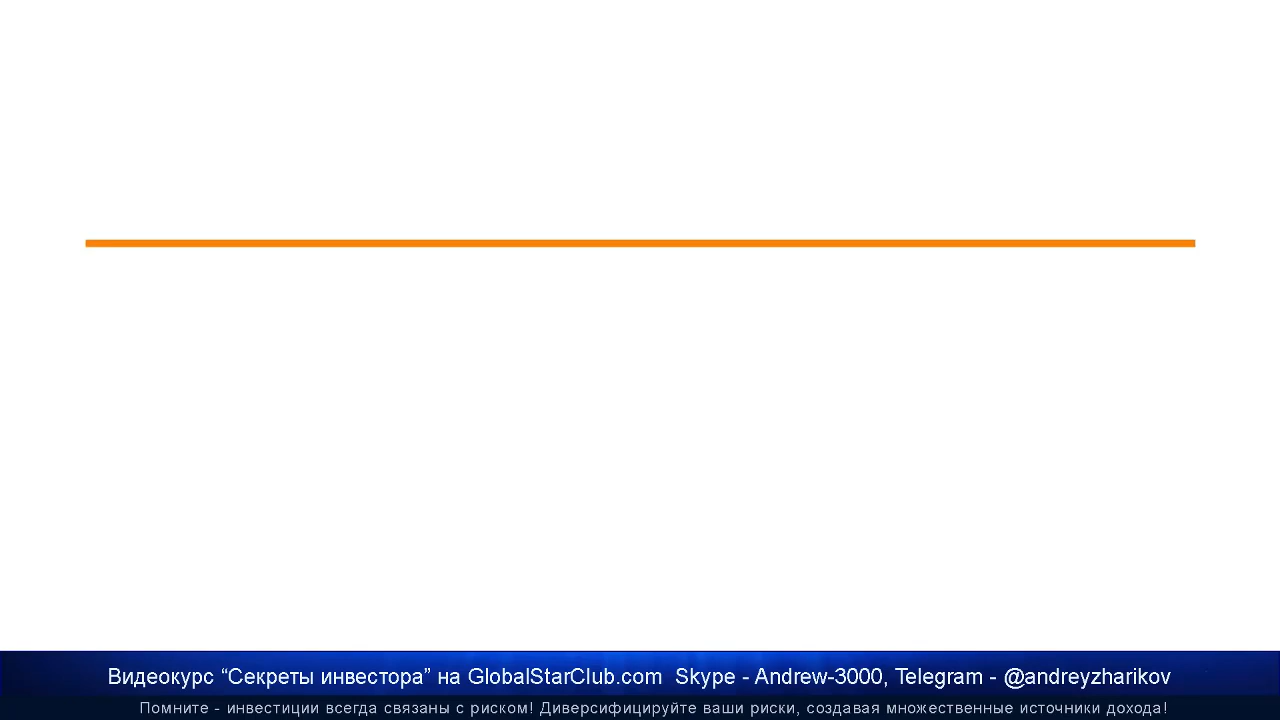 Видеокурс “Секреты инвестора” на GlobalStarClub.com  Skype - Andrew-3000, Telegram - @andreyzharikov
Помните - инвестиции всегда связаны с риском! Диверсифицируйте ваши риски, создавая множественные источники дохода!